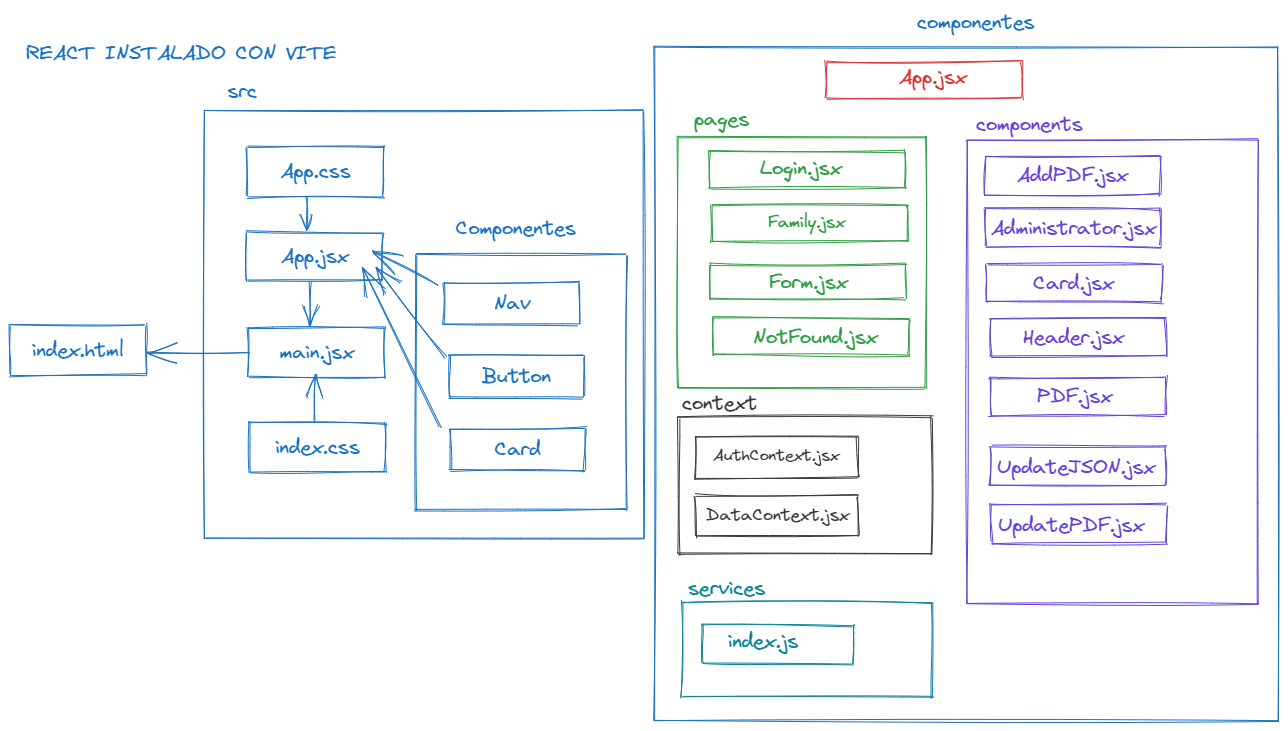 REACT INSTALADO CON VITE
src
App.css
App.jsx
main.jsx
index.html
index.css
Componentes
Nav
Button
Card
componentes
App.jsx
pages
Login.jsx
Family.jsx
Form.jsx
NotFound.jsx
context
AuthContext.jsx
DataContext.jsx
services
index.js
components
AddPDF.jsx
Administrator.jsx
Card.jsx
Header.jsx
PDF.jsx
UpdateJSON.jsx
UpdatePDF.jsx